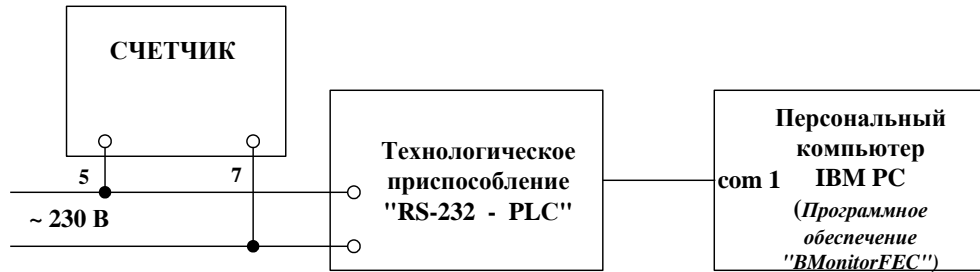 СЧЕТЧИК
5
7
~ 230 В
Технологическое
приспособление
"RS-232 - PLC"
com 1
Персональный
компьютер
IBM PC
(Программное
обеспечение
"BMonitorFEC")